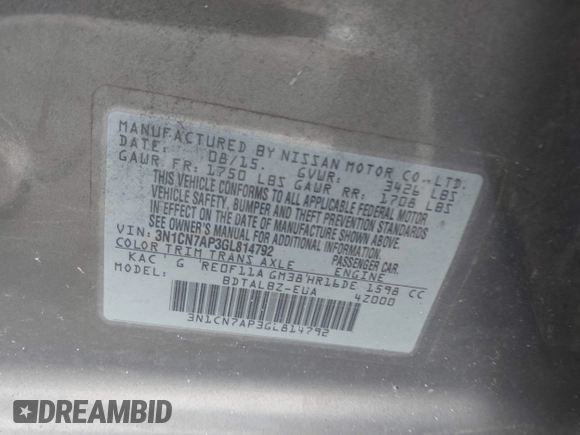 MANUFACTURED BY NISSAN MOTOR CO.,LTD.
DATE: 08/15. GVWR: 3426 LBS
GAWR FR: 1750 LBS GAWR RR: 1708 LBS
THIS VEHICLE CONFORMS TO ALL APPLICABLE FEDERAL MOTOR
VEHICLE SAFETY, BUMPER AND THEFT PREVENTION STANDARDS
IN EFFECT ON THE DATE OF MANUFACTURE SHOWN ABOVE.
SEE OWNER'S MANUAL FOR ADDITIONAL INFORMATION
VIN: 3N1CN7AP3GL814792 PASSENGER CAR.
COLOR TRIM TRANS AXLE ENGINE
KAC G RE0F11A GM38 HR16DE 1598 CC
MODEL: BDTALBZ-EUA 42000
3N1CN7AP3GL814792
DREAMBID